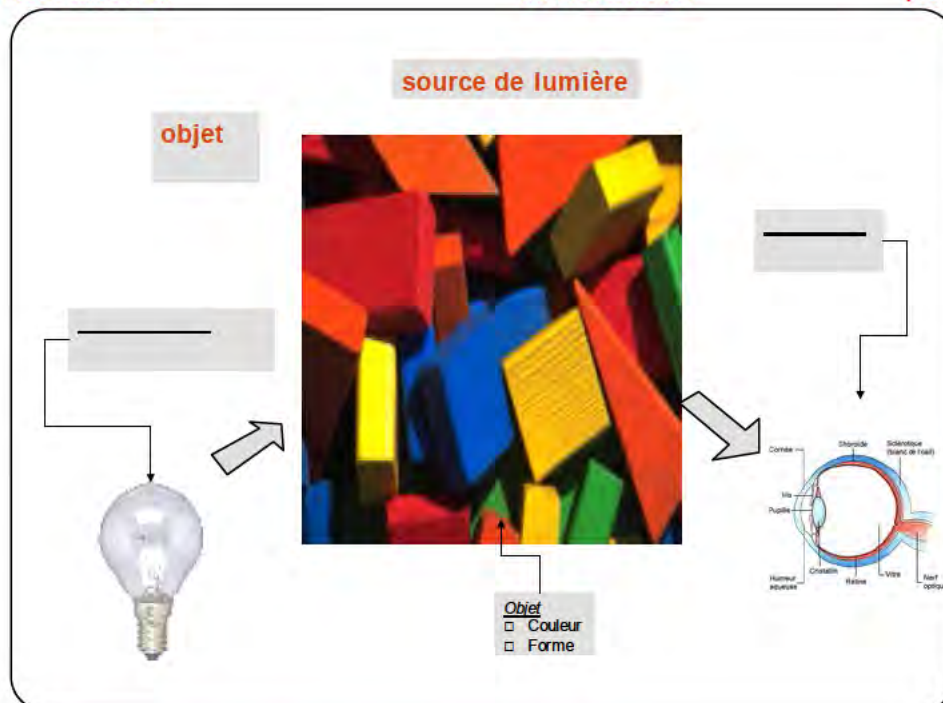 source de lumière
objet
Cornée
Choroïde
Sclérotique
(blanc de l'œil)
Iris
Pupille
Cristallin
Humeur
aqueuse
Rétine
Vitré
Nerf
optique
Objet
□ Couleur
□ Forme